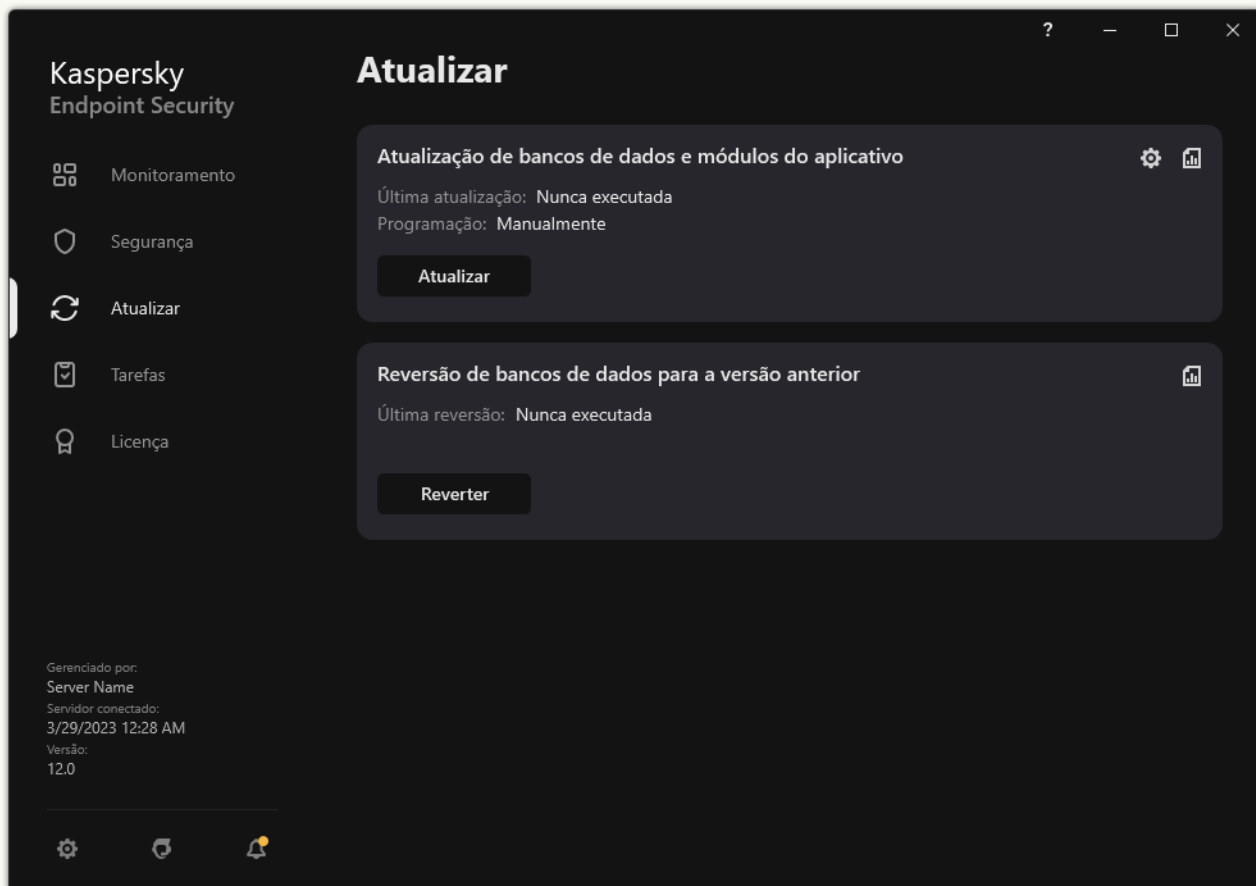 ?
Kaspersky
Endpoint Security
Monitoramento
Segurança
Atualizar
Tarefas
Licença
Gerenciado por:
Server Name
Servidor conectado:
3/29/2023 12:28 AM
Versão:
12.0
Atualizar
Atualização de bancos de dados e módulos do aplicativo
Última atualização: Nunca executada
Programação: Manualmente
Atualizar
Reversão de bancos de dados para a versão anterior
Última reversão: Nunca executada
Reverter